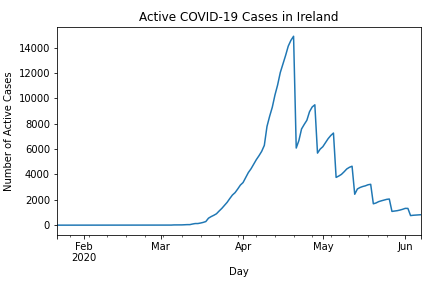 Active COVID-19 Cases in Ireland
Number of Active Cases
14000
12000
10000
8000
6000
4000
2000
0
Feb Mar Apr May Jun
2020
Day